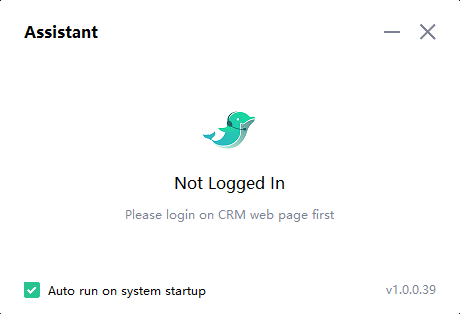 Assistant
Not Logged In
Please login on CRM web page first
Auto run on system startup
v1.0.0.39